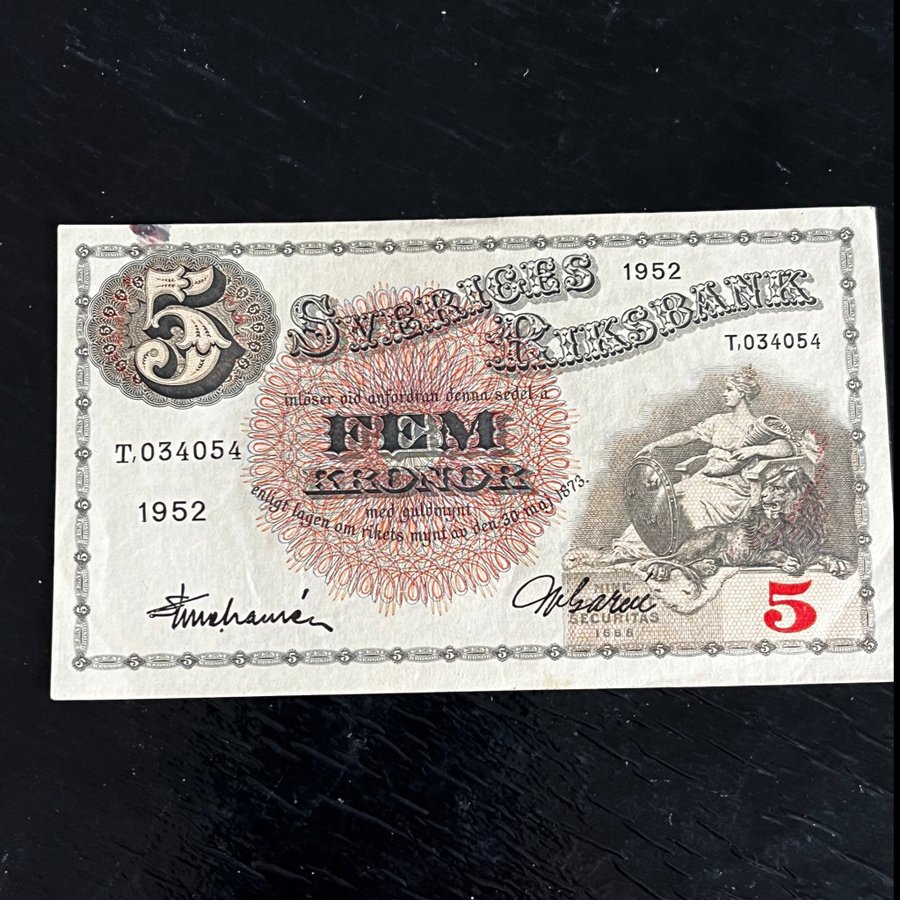 5
SVERIGES
1952
RIKSBANK
T,034054
inlöser vid anfordran denna sedel å
FEM
KRONOR
T,034054
med guldmynt
enligt lagen om rikets mynt av den 30 maj 1873.
1952
SECURITAS
1668
5